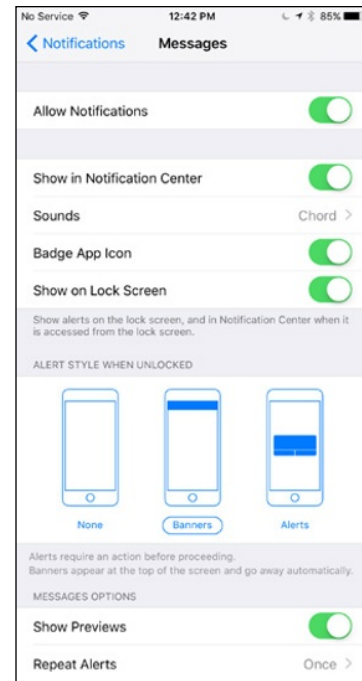 No Service 12:42 PM 85%
Notifications Messages
Allow Notifications
Show in Notification Center
Sounds Chord
Badge App Icon
Show on Lock Screen
Show alerts on the lock screen, and in Notification Center when it
is accessed from the lock screen.
ALERT STYLE WHEN UNLOCKED
None Banners Alerts
Alerts require an action before proceeding.
Banners appear at the top of the screen and go away automatically.
MESSAGES OPTIONS
Show Previews
Repeat Alerts Once